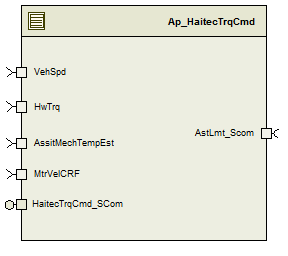 Ap_HaitecTrqCmd
VehSpd
HwTrq
AstLmt_Scom
AssitMechTempEst
MtrVelCRF
HaitecTrqCmd_SCom